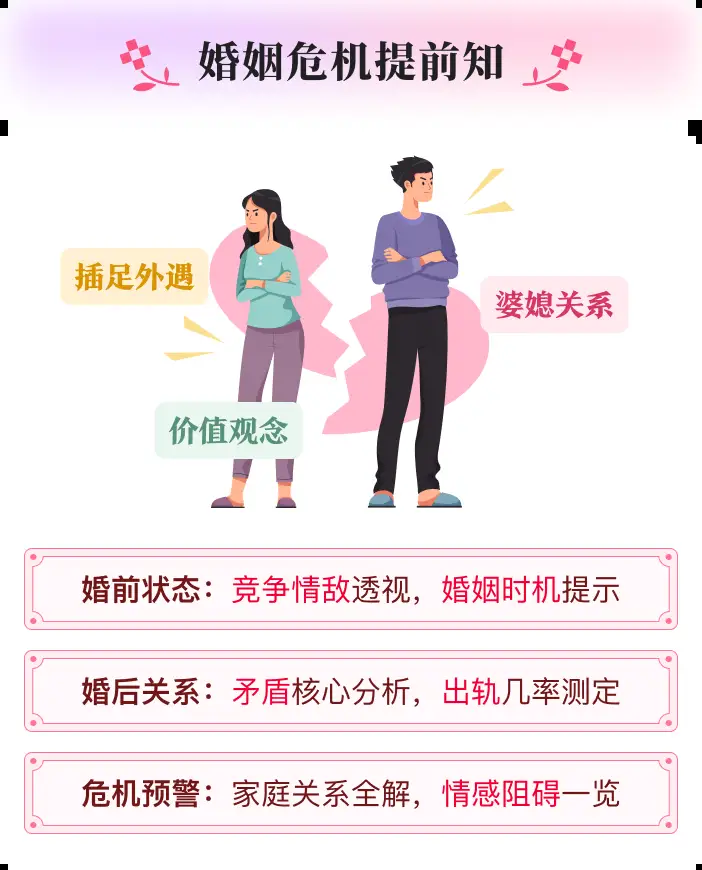 婚姻危机提前知
插足外遇
婆媳关系
价值观念
婚前状态：竞争情敌透视，婚姻时机提示
婚后关系：矛盾核心分析，出轨几率测定
危机预警：家庭关系全解，情感阻碍一览